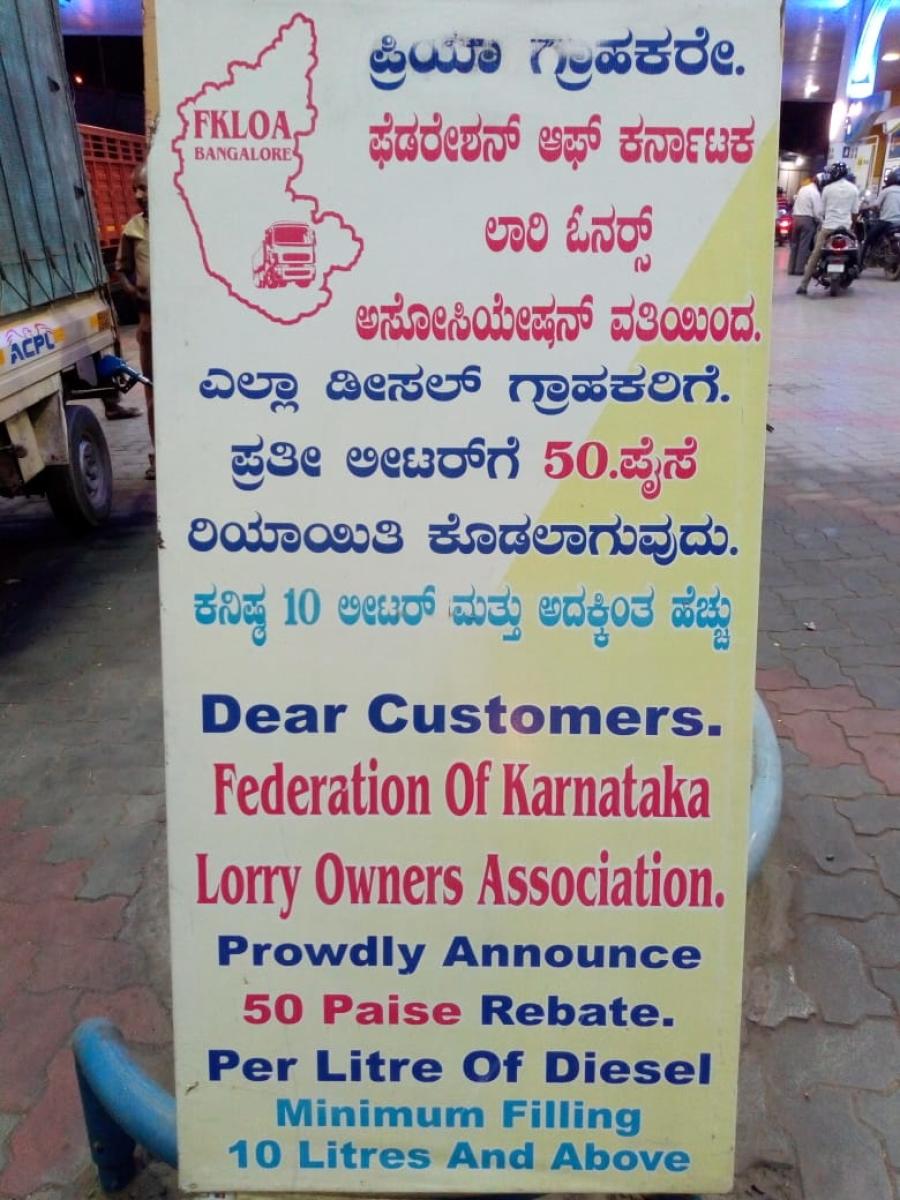 FKLOA
BANGALORE
ಪ್ರಿಯಾ ಗ್ರಾಹಕರೇ.
ಫೆಡರೇಶನ್ ಆಫ್ ಕರ್ನಾಟಕ
ಲಾರಿ ಓನರ್‍ಸ್
ಅಸೋಸಿಯೇಷನ್ ವತಿಯಿಂದ.
ಎಲ್ಲಾ ಡೀಸಲ್ ಗ್ರಾಹಕರಿಗೆ.
ಪ್ರತೀ ಲೀಟರ್‌ಗೆ 50.ಪೈಸೆ
ರಿಯಾಯಿತಿ ಕೊಡಲಾಗುವುದು.
ಕನಿಷ್ಠ 10 ಲೀಟರ್ ಮತ್ತು ಅದಕ್ಕಿಂತ ಹೆಚ್ಚು
Dear Customers.
Federation Of Karnataka
Lorry Owners Association.
Prowdly Announce
50 Paise Rebate.
Per Litre Of Diesel
Minimum Filling
10 Litres And Above
ACPL